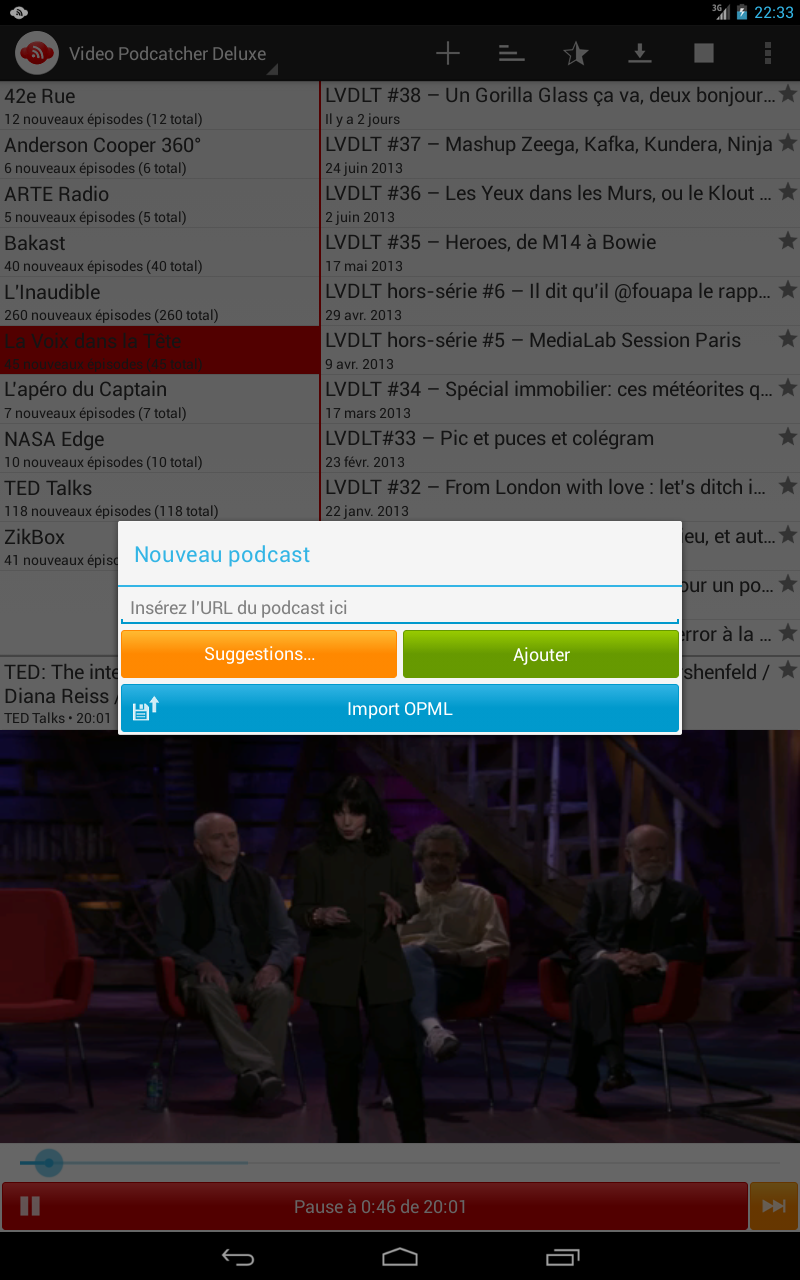 3G 22:33
Video Podcatcher Deluxe
42e Rue
12 nouveaux épisodes (12 total)
Anderson Cooper 360°
6 nouveaux épisodes (6 total)
ARTE Radio
5 nouveaux épisodes (5 total)
Bakast
40 nouveaux épisodes (40 total)
L'Inaudible
260 nouveaux épisodes (260 total)
La Voix dans la Tête
nouveaux épisodes total)
L'apéro du Captain
7 nouveaux épisodes (7 total)
NASA Edge
10 nouveaux épisodes (10 total)
TED Talks
118 nouveaux épisodes (118 total)
ZikBox
41 nouveaux épiso
LVDLT #38 – Un Gorilla Glass ça va, deux bonjour...
Il y a 2 jours
LVDLT #37 – Mashup Zeega, Kafka, Kundera, Ninja
24 juin 2013
LVDLT #36 – Les Yeux dans les Murs, ou le Klout ...
2 juin 2013
LVDLT #35 – Heroes, de M14 à Bowie
17 mai 2013
LVDLT hors-série #6 – Il dit qu'il @fouapa le rapp...
29 avr. 2013
LVDLT hors-série #5 – MediaLab Session Paris
9 avr. 2013
LVDLT #34 – Spécial immobilier: ces météorites q...
17 mars 2013
LVDLT#33 – Pic et puces et colégram
23 févr. 2013
LVDLT #32 – From London with love : let's ditch i...
22 janv. 2013
ieu, et aut...
our un po...
error à la ...
Nouveau podcast
Insérez l'URL du podcast ici
Suggestions...
Ajouter
Import OPML
TED: The inte shenfeld /
Diana Reiss /
TED Talks • 20:01
Pause à 0:46 de 20:01